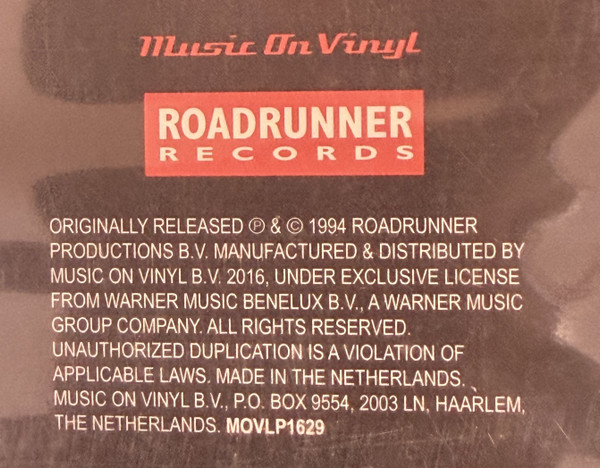 Music On Vinyl
ROADRUNNER
RECORDS
ORIGINALLY RELEASED ℗ & © 1994 ROADRUNNER
PRODUCTIONS B.V. MANUFACTURED & DISTRIBUTED BY
MUSIC ON VINYL B.V. 2016, UNDER EXCLUSIVE LICENSE
FROM WARNER MUSIC BENELUX B.V., A WARNER MUSIC
GROUP COMPANY. ALL RIGHTS RESERVED.
UNAUTHORIZED DUPLICATION IS A VIOLATION OF
APPLICABLE LAWS. MADE IN THE NETHERLANDS.
MUSIC ON VINYL B.V., P.O. BOX 9554, 2003 LN, HAARLEM,
THE NETHERLANDS. MOVLP1629